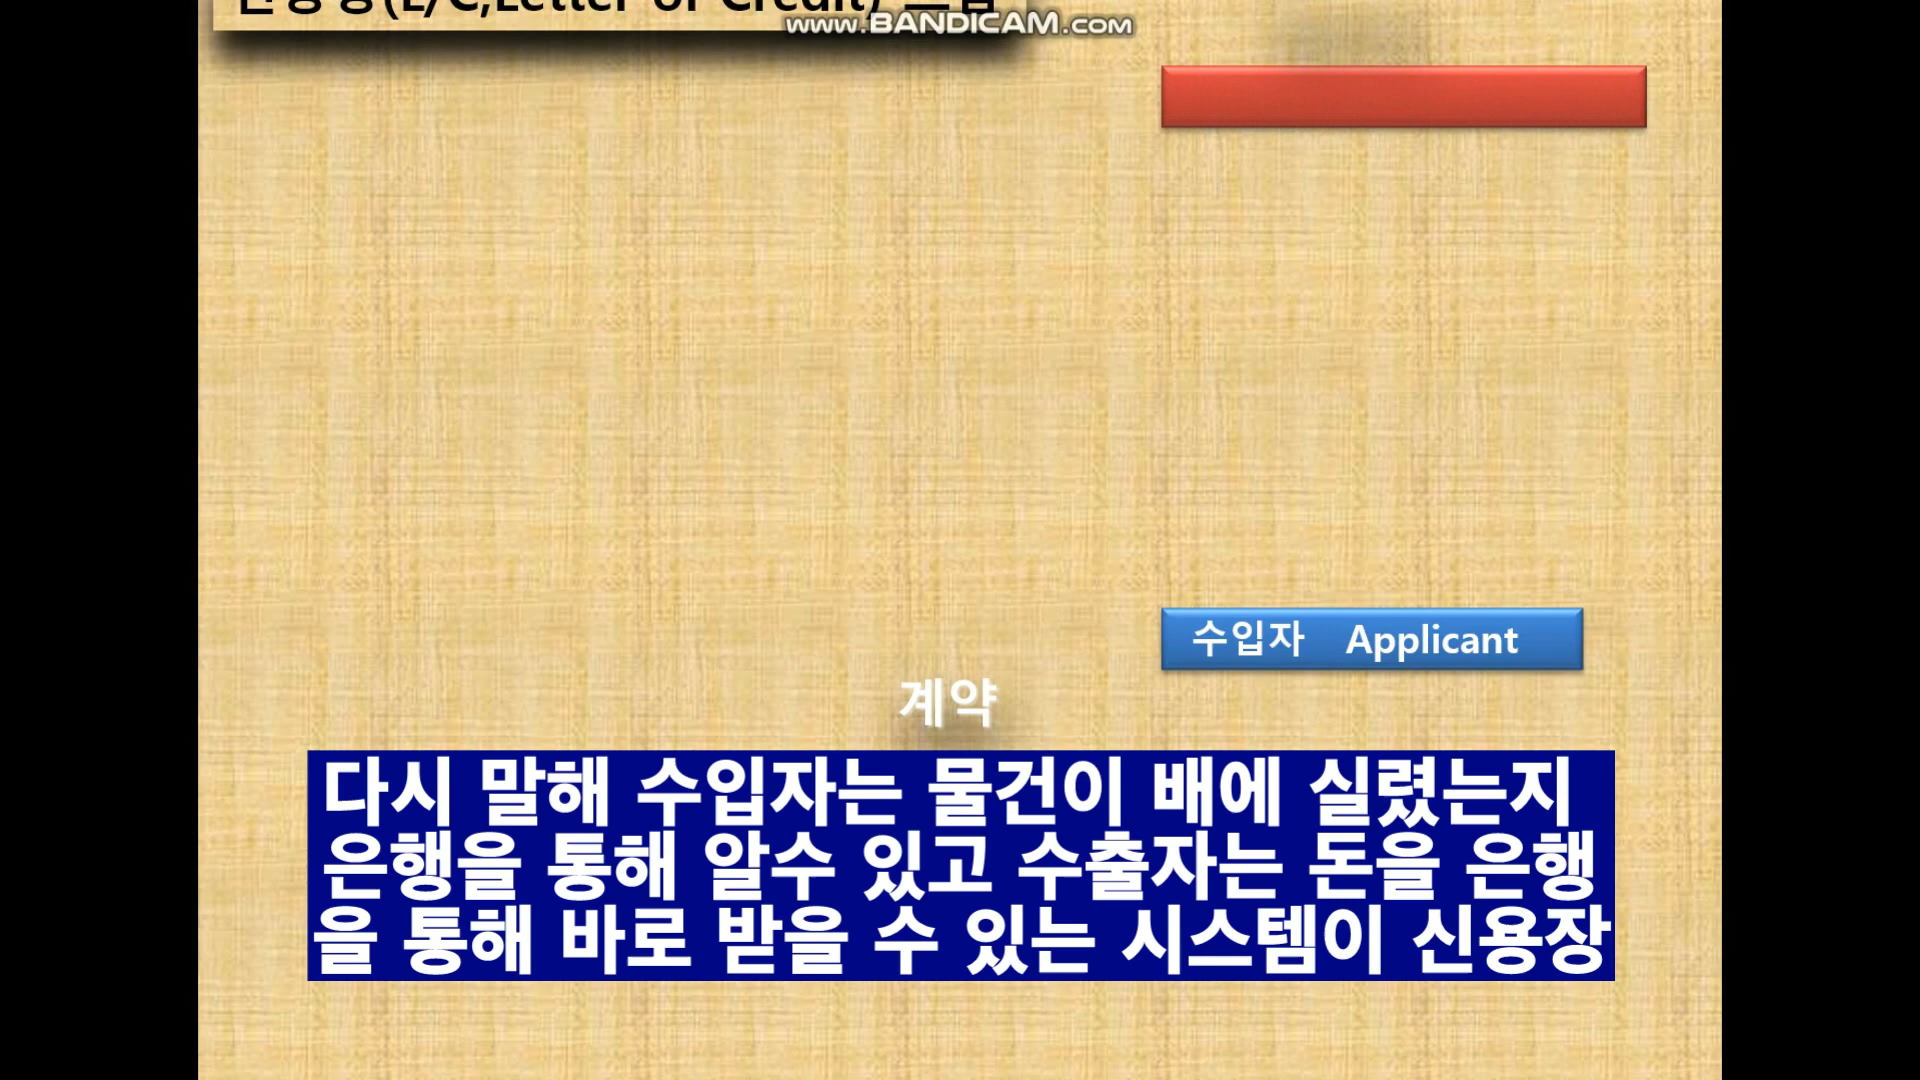 (L/C,Letter of Credit)
www.BANDICAM.com
수입자 Applicant
계약
다시 말해 수입자는 물건이 배에 실렸는지
은행을 통해 알수 있고 수출자는 돈을 은행
을 통해 바로 받을 수 있는 시스템이 신용장